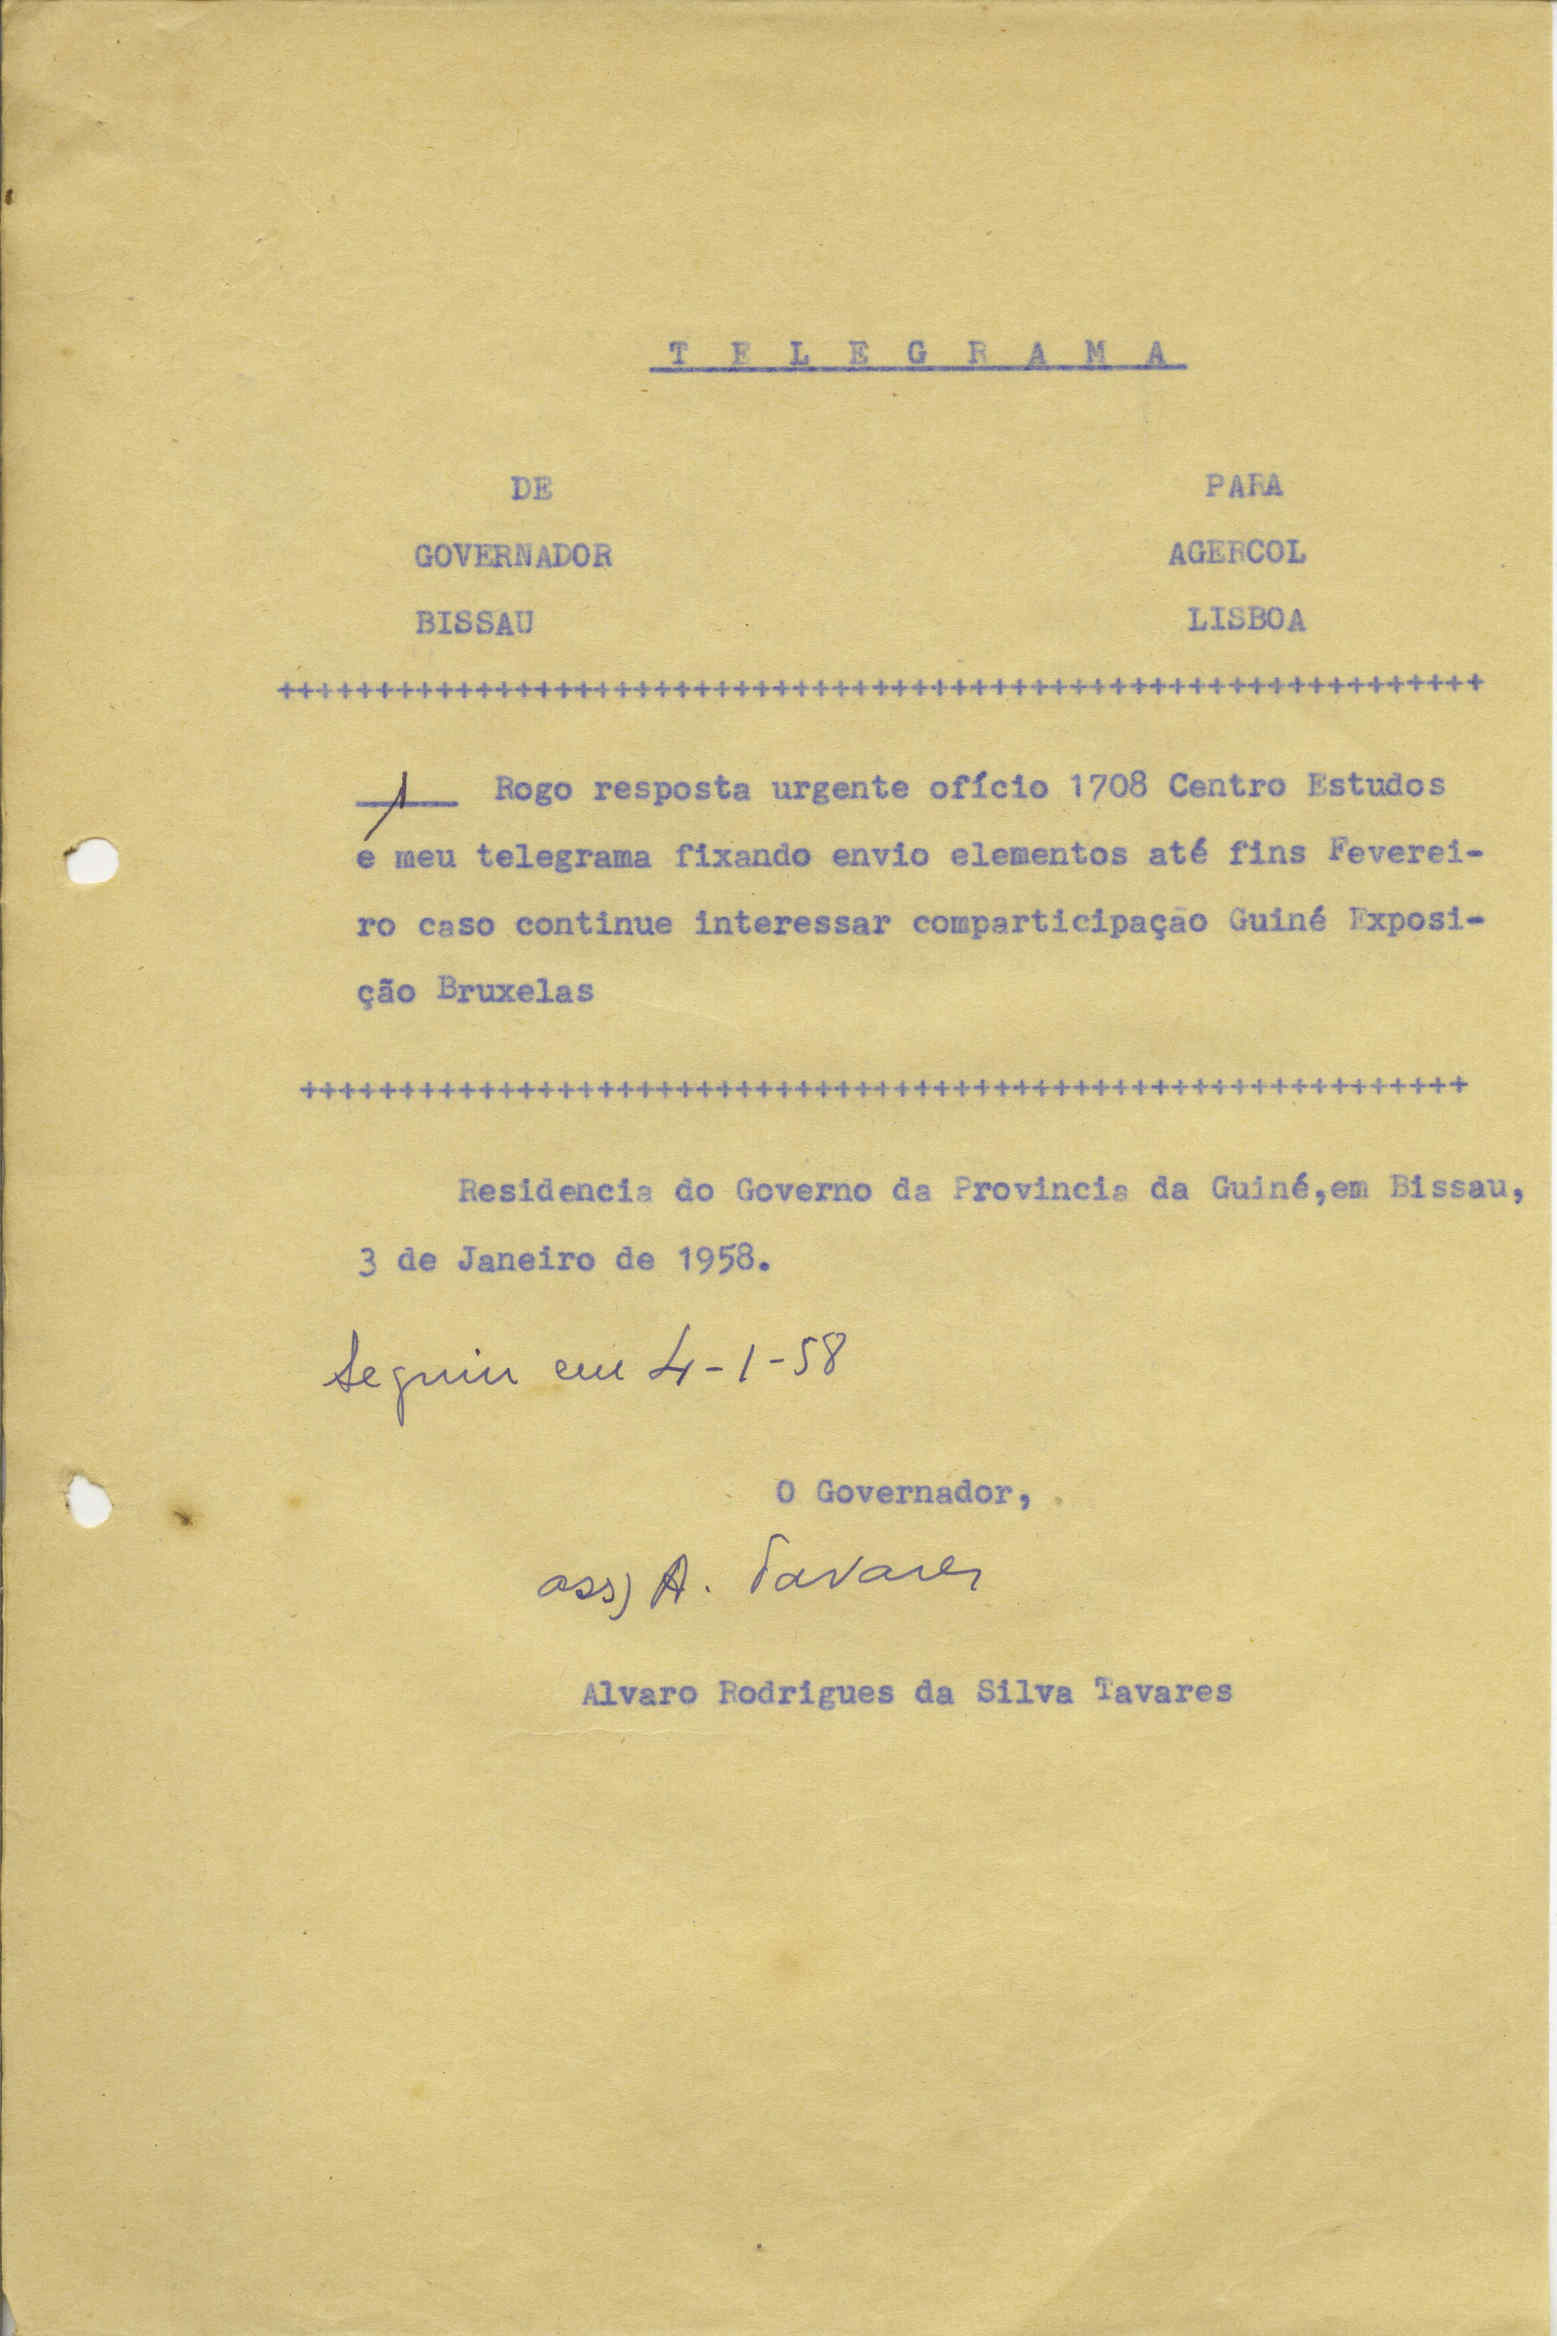 T E L E G R A M A
DE PARA
GOVERNADOR AGERCOL
BISSAU LISBOA
+++++++++++++++++++++++++++++++++++++++++++++++++++++++++++++
1 Rogo resposta urgente ofício 1708 Centro Estudos
e meu telegrama fixando envio elementos até fins Feverei-
ro caso continue interessar comparticipação Guiné Exposi-
ção Bruxelas
+++++++++++++++++++++++++++++++++++++++++++++++++++++++++++
Residencia do Governo da Provincia da Guiné,em Bissau,
3 de Janeiro de 1958.
Seguiu em 4-1-58
O Governador,
ass) A. Tavares
Alvaro Rodrigues da Silva Tavares